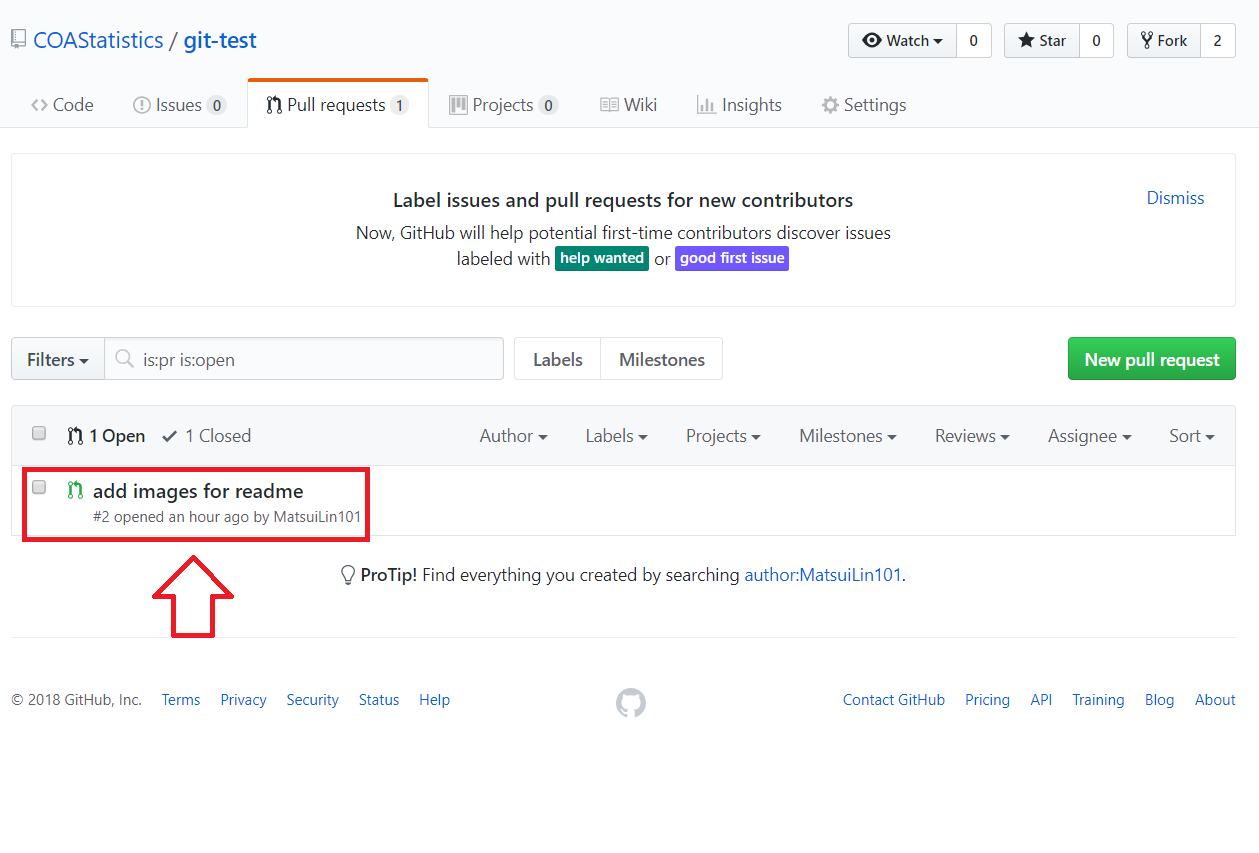 COAStatistics / git-test
Watch 0 Star 0 Fork 2
Code Issues 0 Pull requests 1 Projects 0 Wiki Insights Settings
Label issues and pull requests for new contributors
Dismiss
Now, GitHub will help potential first-time contributors discover issues
labeled with help wanted or good first issue
Filters is:pr is:open Labels Milestones New pull request
1 Open 1 Closed Author Labels Projects Milestones Reviews Assignee Sort
add images for readme
#2 opened an hour ago by MatsuiLin101
ProTip! Find everything you created by searching author:MatsuiLin101.
© 2018 GitHub, Inc. Terms Privacy Security Status Help Contact GitHub Pricing API Training Blog About